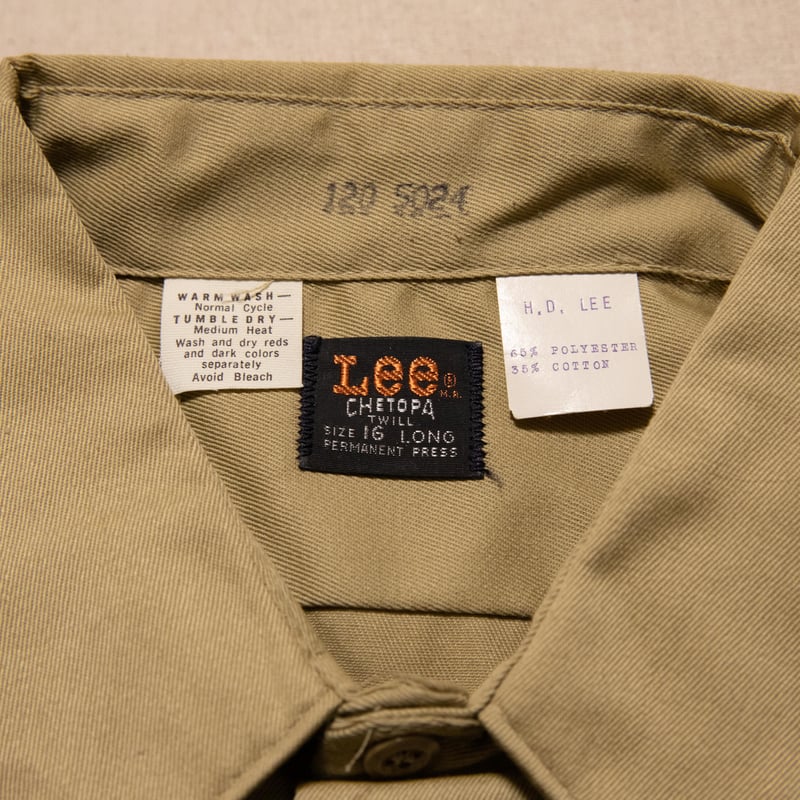 120 5024
WARM WASH—
Normal Cycle
TUMBLE DRY—
Medium Heat
Wash and dry reds
and dark colors
separately
Avoid Bleach
Lee® M.R.
CHETOPA
TWILL
SIZE 16 LONG
PERMANENT PRESS
H.D. LEE
65% POLYESTER
35% COTTON